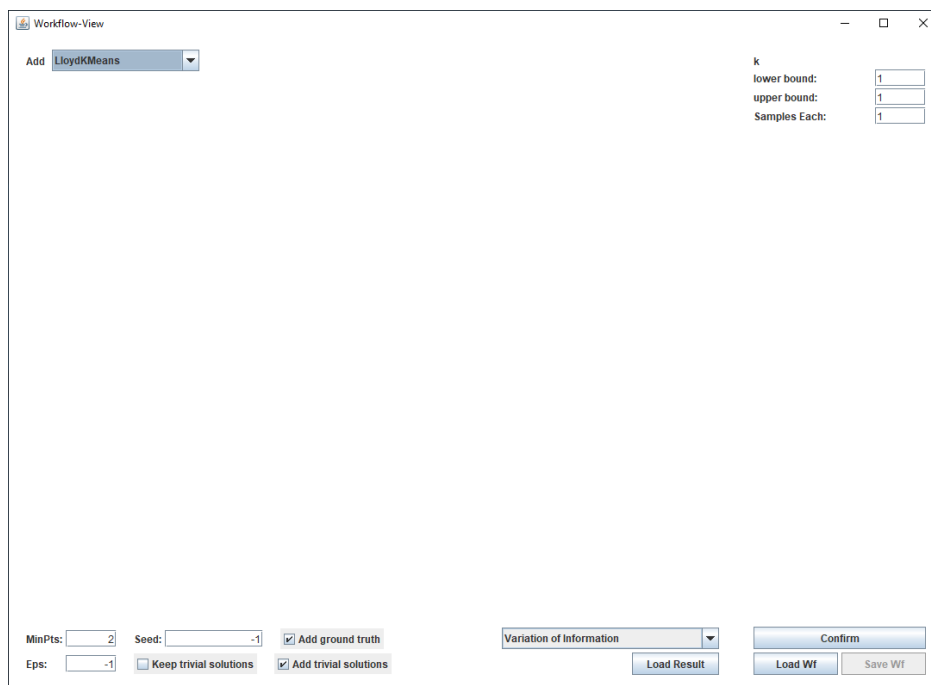 Workflow-View
Add LloydKMeans
k
lower bound: 1
upper bound: 1
Samples Each: 1
MinPts: 2 Seed: -1 Add ground truth Variation of Information Confirm
Eps: -1 Keep trivial solutions Add trivial solutions Load Result Load Wf Save Wf